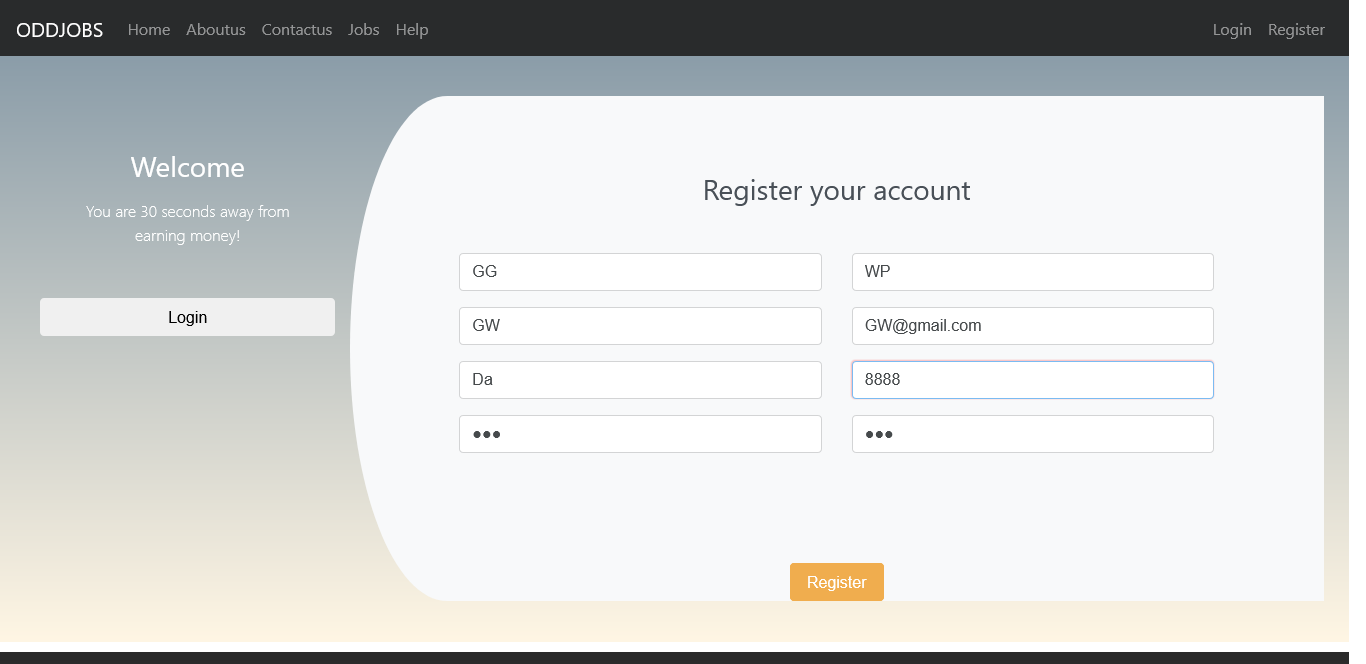 ODDJOBS Home Aboutus Contactus Jobs Help Login Register
Welcome
You are 30 seconds away from
earning money!
Login
Register your account
GG WP
GW GW@gmail.com
Da 8888
●●● ●●●
Register